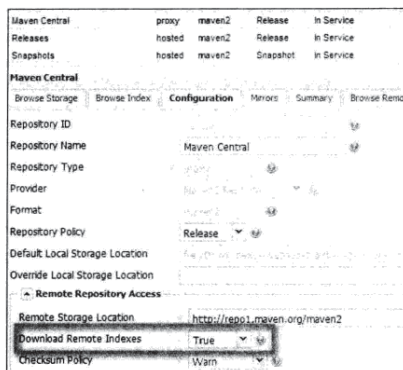 Maven Central proxy maven2 Release In Service
Releases hosted maven2 Release In Service
Snapshots hosted maven2 Snapshot In Service
Maven Central
Browse Storage Browse Index Configuration Mirrors Summary Browse Remo
Repository ID
Repository Name Maven Central
Repository Type
Provider
Format maven2
Repository Policy Release
Default Local Storage Location
Override Local Storage Location
Remote Repository Access
Remote Storage Location http://repo1.maven.org/maven2
Download Remote Indexes True
Checksum Policy Warn